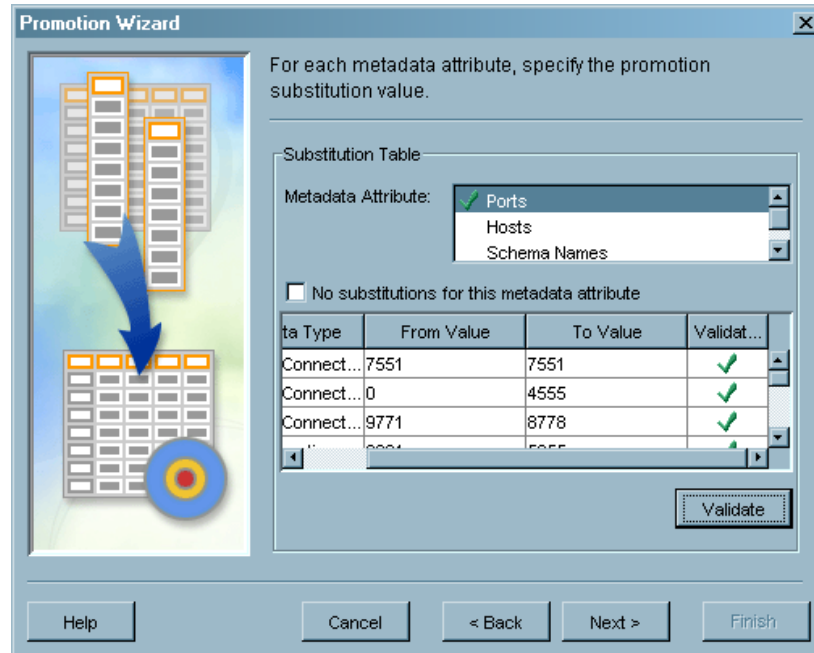 Promotion Wizard
For each metadata attribute, specify the promotion
substitution value.
Substitution Table
Metadata Attribute:
Ports
Hosts
Schema Names
No substitutions for this metadata attribute
ta Type From Value To Value Validat...
Connect... 7551 7551
Connect... 0 4555
Connect... 9771 8778
Validate
Help Cancel < Back Next > Finish